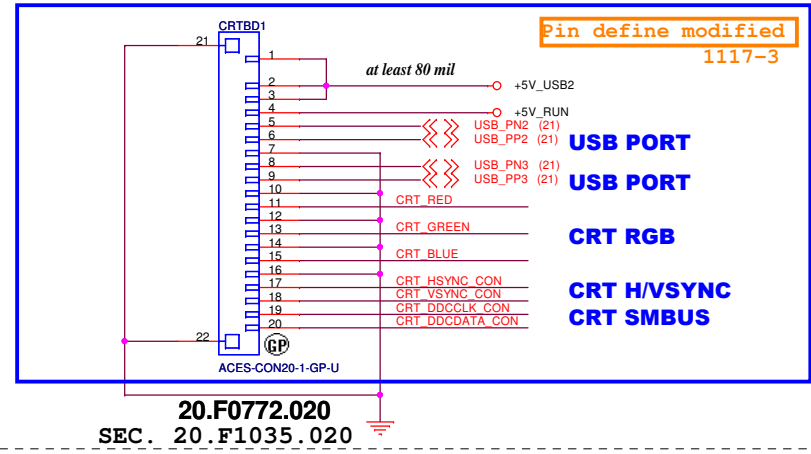 CRTBD1
Pin define modified
1117-3
21
1
at least 80 mil
2
+5V_USB2
3
4
+5V_RUN
5
USB_PN2 (21)
6
USB_PP2 (21)
USB PORT
7
8
USB_PN3 (21)
9
USB_PP3 (21)
USB PORT
10
11
CRT_RED
12
13
CRT_GREEN
CRT RGB
14
15
CRT_BLUE
16
17
CRT_HSYNC_CON
CRT H/VSYNC
18
CRT_VSYNC_CON
19
CRT_DDCCLK_CON
CRT SMBUS
20
CRT_DDCDATA_CON
22
GP
ACES-CON20-1-GP-U
20.F0772.020
SEC. 20.F1035.020